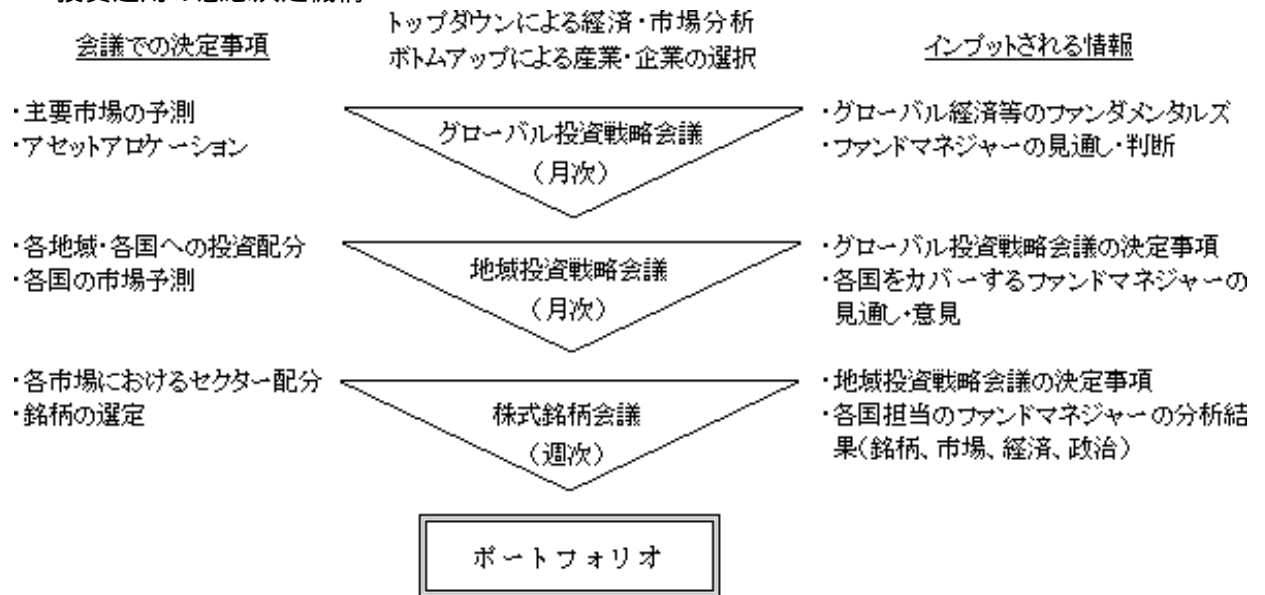 トップダウンによる経済・市場分析
ボトムアップによる産業・企業の選択
会議での決定事項
インプットされる情報
・主要市場の予測
・アセットアロケーション
グローバル投資戦略会議
（月次）
・グローバル経済等のファンダメンタルズ
・ファンドマネジャーの見通し・判断
・各地域・各国への投資配分
・各国の市場予測
地域投資戦略会議
（月次）
・グローバル投資戦略会議の決定事項
・各国をカバーするファンドマネジャーの
見通し・意見
・各市場におけるセクター配分
・銘柄の選定
株式銘柄会議
（週次）
・地域投資戦略会議の決定事項
・各国担当のファンドマネジャーの分析結
果（銘柄、市場、経済、政治）
ポートフォリオ